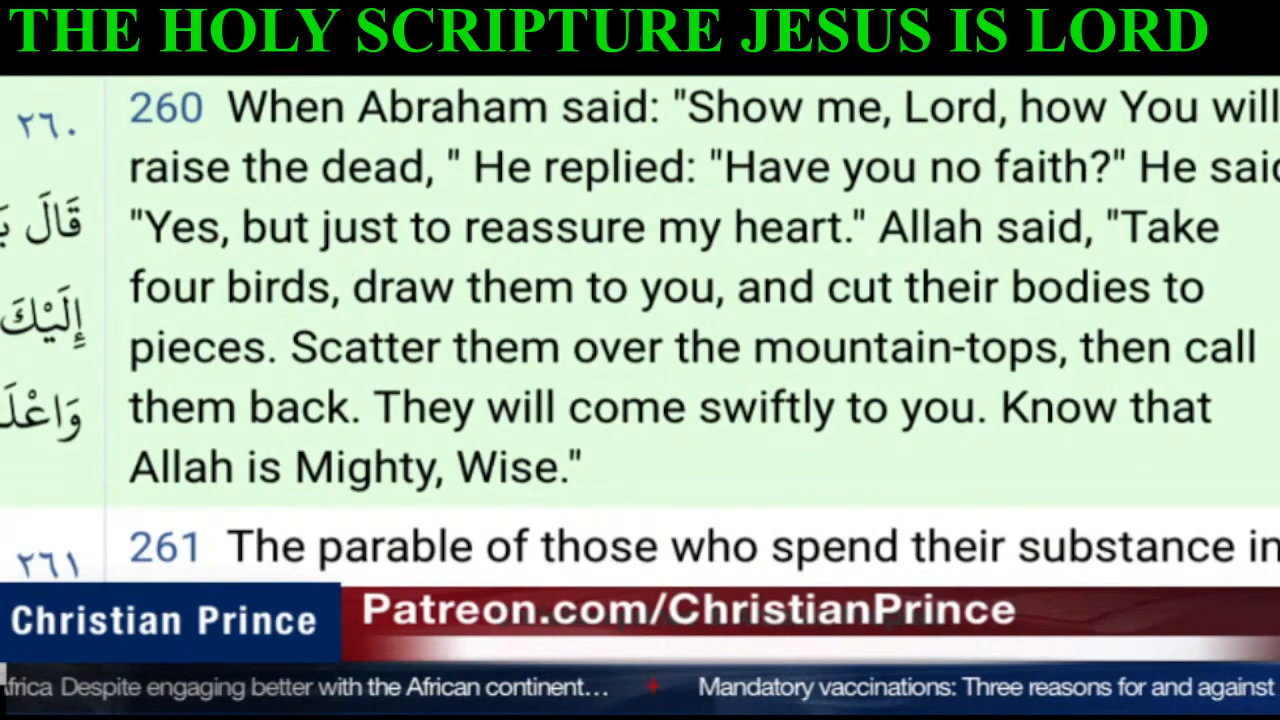 THE HOLY SCRIPTURE JESUS IS LORD
٢٦٠
260 When Abraham said: "Show me, Lord, how You will
raise the dead, " He replied: "Have you no faith?" He said
قَالَ
"Yes, but just to reassure my heart." Allah said, "Take
four birds, draw them to you, and cut their bodies to
إِلَيْكَ
pieces. Scatter them over the mountain-tops, then call
them back. They will come swiftly to you. Know that
Allah is Mighty, Wise."
٢٦١
261 The parable of those who spend their substance in
Christian Prince
Patreon.com/ChristianPrince
Despite engaging better with the African continent… Mandatory vaccinations: Three reasons for and against